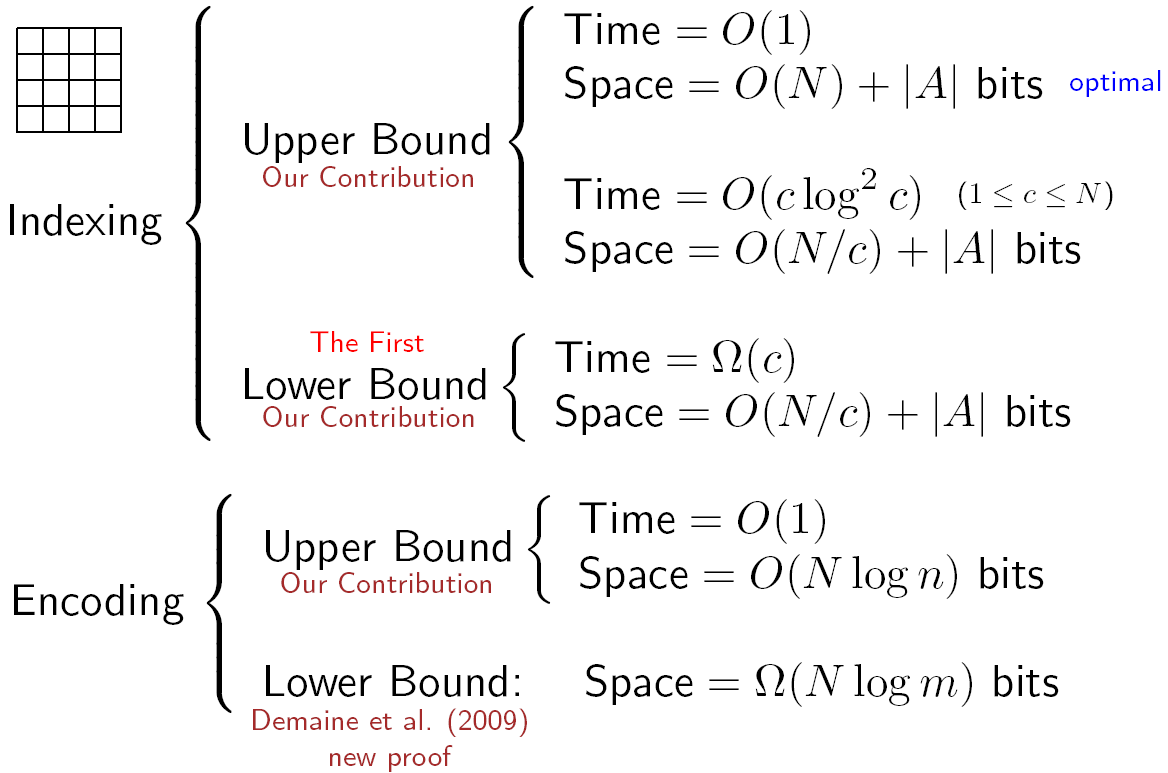 Time = O(1)
Space = O(N) + |A| bits optimal
Upper Bound
Our Contribution
Time = O(c log² c) (1 ≤ c ≤ N)
Indexing
Space = O(N/c) + |A| bits
The First
Lower Bound
Our Contribution
Time = Ω(c)
Space = O(N/c) + |A| bits
Encoding
Upper Bound
Our Contribution
Time = O(1)
Space = O(N log n) bits
Lower Bound: Space = Ω(N log m) bits
Demaine et al. (2009)
new proof